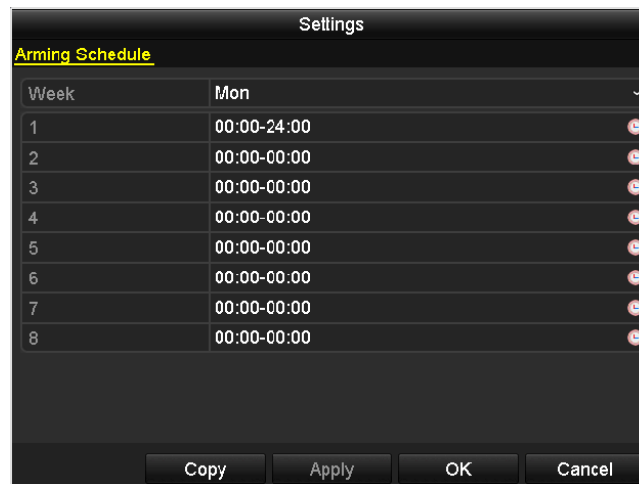 Settings
Arming Schedule
Week Mon
1 00:00-24:00
2 00:00-00:00
3 00:00-00:00
4 00:00-00:00
5 00:00-00:00
6 00:00-00:00
7 00:00-00:00
8 00:00-00:00
Copy Apply OK Cancel